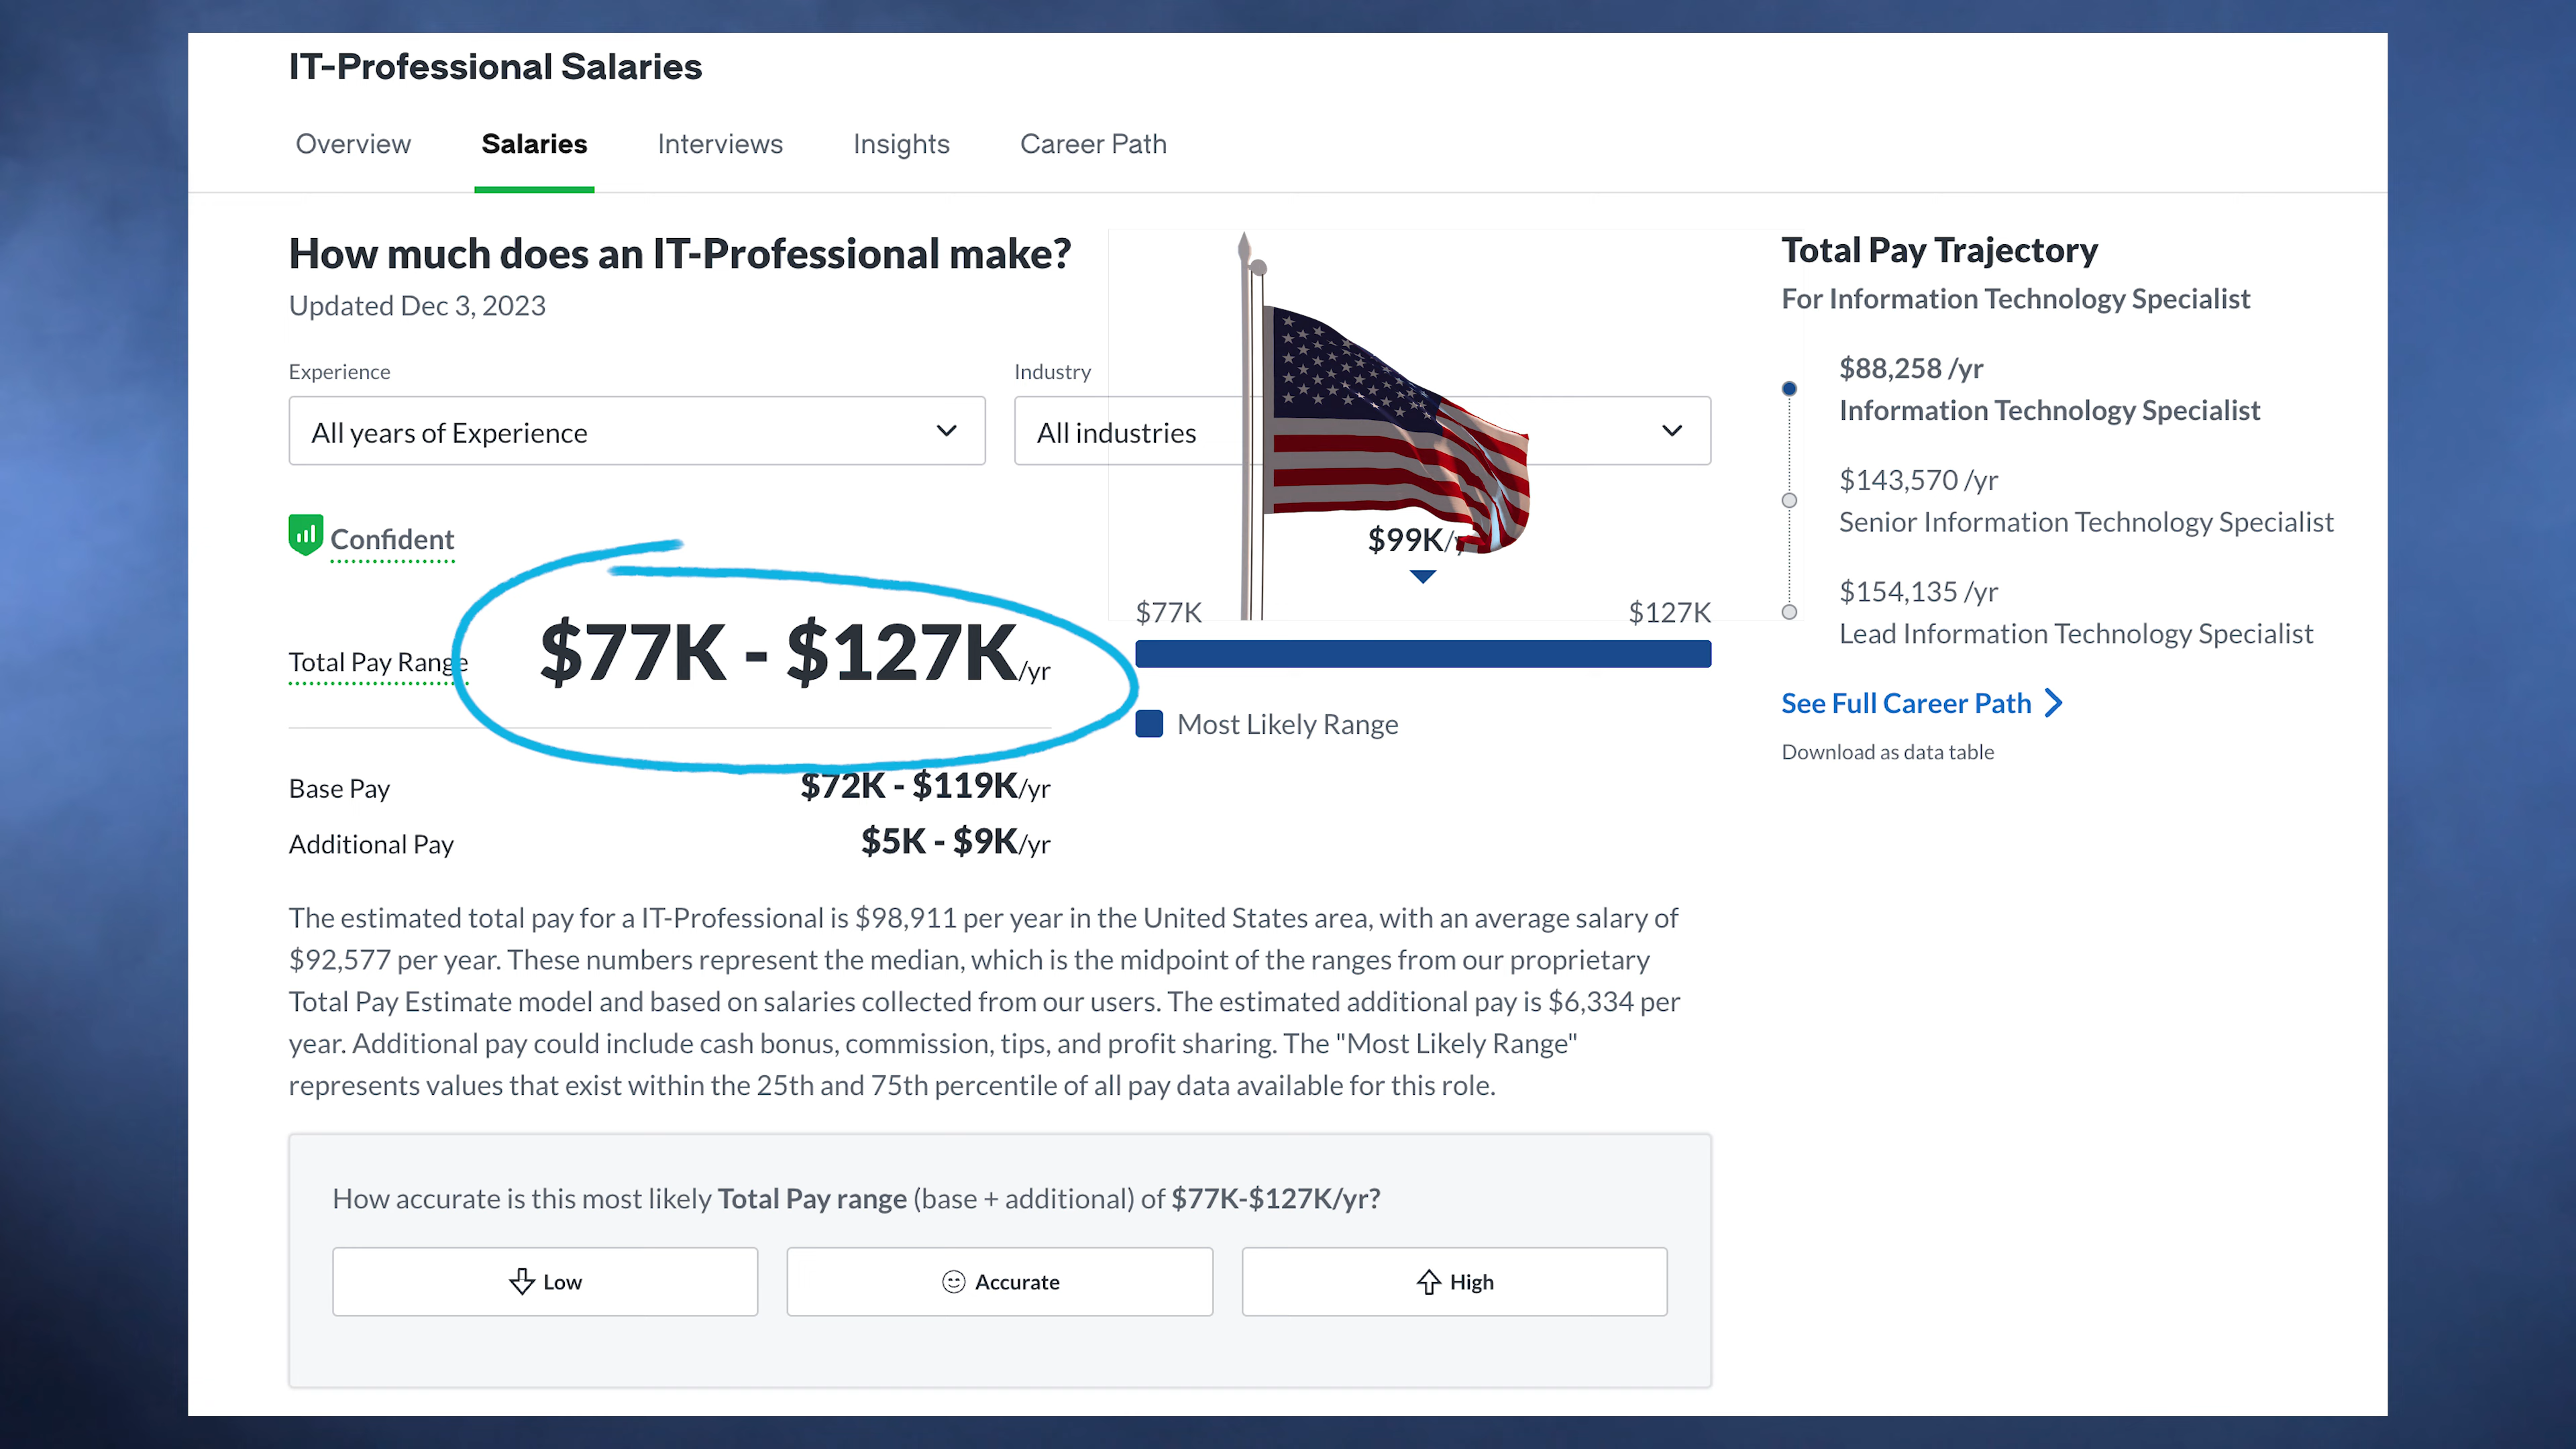 IT-Professional Salaries
Overview Salaries Interviews Insights Career Path
How much does an IT-Professional make?
Updated Dec 3, 2023
Experience
All years of Experience
Industry
All industries
Confident
Total Pay Range
$77K - $127K/yr
Base Pay
$72K - $119K/yr
Additional Pay
$5K - $9K/yr
$99K/
$77K
$127K
Most Likely Range
Total Pay Trajectory
For Information Technology Specialist
$88,258 /yr
Information Technology Specialist
$143,570 /yr
Senior Information Technology Specialist
$154,135 /yr
Lead Information Technology Specialist
See Full Career Path
Download as data table
The estimated total pay for a IT-Professional is $98,911 per year in the United States area, with an average salary of
$92,577 per year. These numbers represent the median, which is the midpoint of the ranges from our proprietary
Total Pay Estimate model and based on salaries collected from our users. The estimated additional pay is $6,334 per
year. Additional pay could include cash bonus, commission, tips, and profit sharing. The "Most Likely Range"
represents values that exist within the 25th and 75th percentile of all pay data available for this role.
How accurate is this most likely Total Pay range (base + additional) of $77K-$127K/yr?
Low
Accurate
High